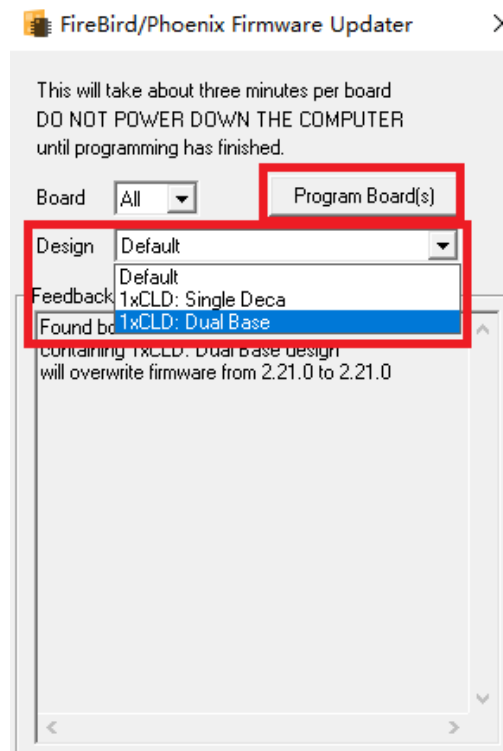 FireBird/Phoenix Firmware Updater
This will take about three minutes per board
DO NOT POWER DOWN THE COMPUTER
until programming has finished.
Board All Program Board(s)
Design Default
Default
1xCLD: Single Deca
1xCLD: Dual Base
Feedback
Found bo
containing 1xCLD: Dual Base design
will overwrite firmware from 2.21.0 to 2.21.0